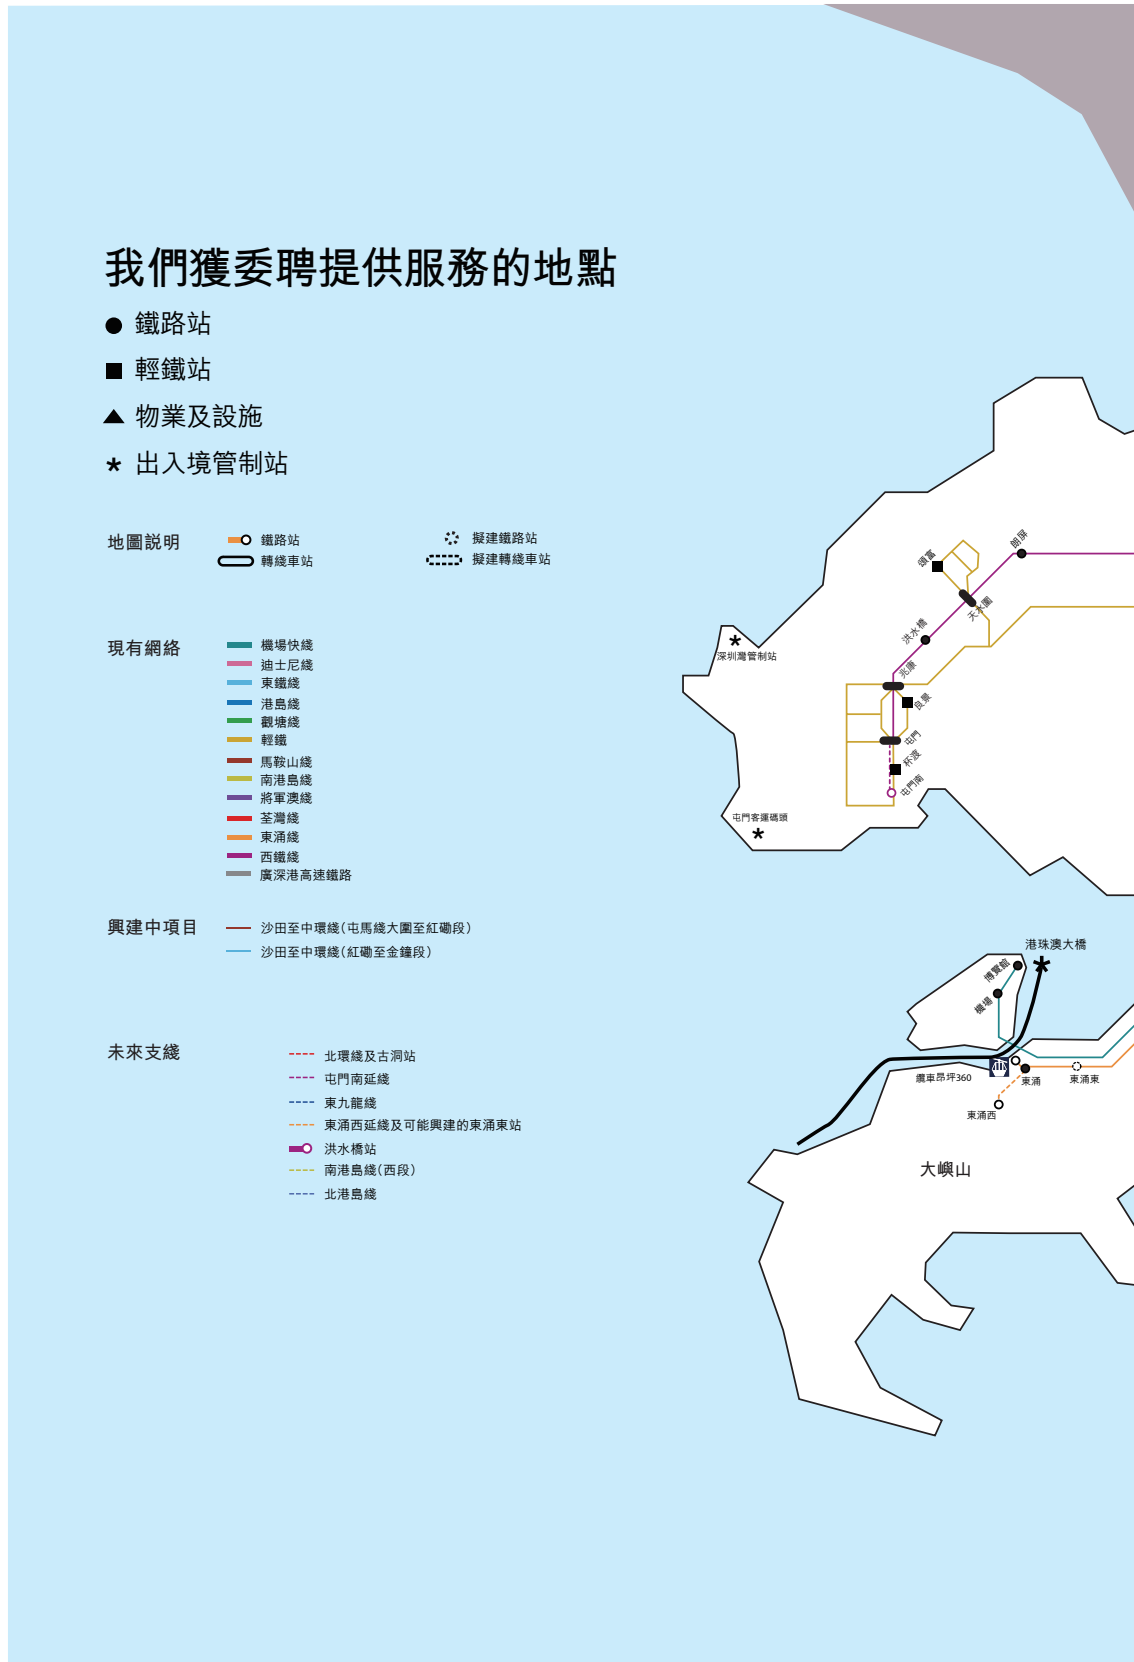 我們獲委聘提供服務的地點
鐵路站
輕鐵站
物業及設施
出入境管制站
地圖説明
鐵路站
轉綫車站
擬建鐵路站
擬建轉綫車站
現有網絡
機場快綫
迪士尼綫
東鐵綫
港島綫
觀塘綫
輕鐵
馬鞍山綫
南港島綫
將軍澳綫
荃灣綫
東涌綫
西鐵綫
廣深港高速鐵路
興建中項目
沙田至中環綫(屯馬綫大圍至紅磡段)
沙田至中環綫(紅磡至金鐘段)
未來支綫
北環綫及古洞站
屯門南延綫
東九龍綫
東涌西延綫及可能興建的東涌東站
洪水橋站
南港島綫(西段)
北港島綫
朗屏
頌富
天水圍
洪水橋
深圳灣管制站
兆康
良景
屯門
杯渡
屯門南
屯門客運碼頭
港珠澳大橋
博覽館
機場
纜車昂坪360
東涌
東涌東
東涌西
大嶼山